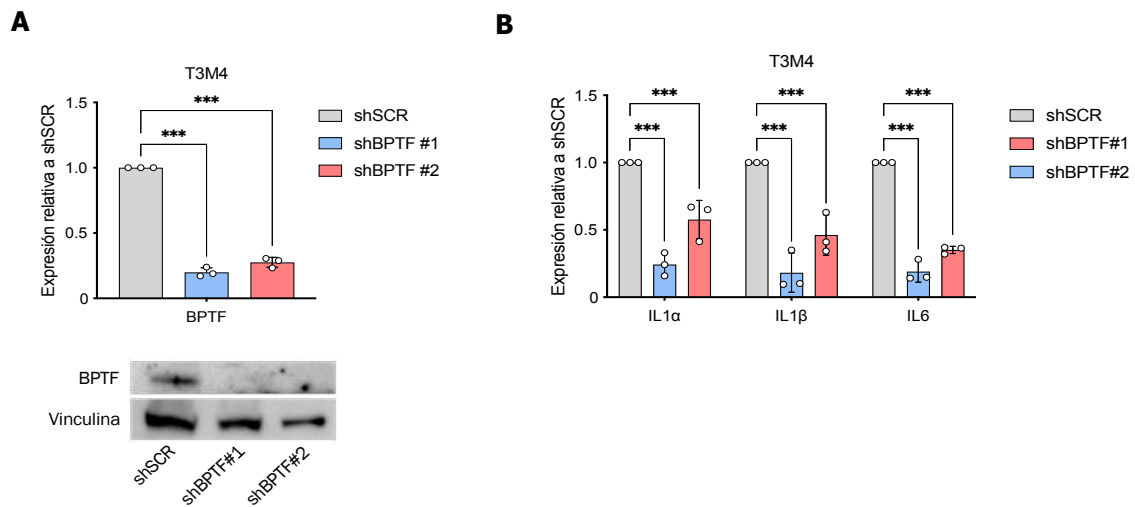 A
T3M4
Expresión relativa a shSCR
1.5
1.0
0.5
0
***
***
BPTF
shSCR
shBPTF #1
shBPTF #2
BPTF
Vinculina
shSCR
shBPTF#1
shBPTF#2
B
T3M4
Expresión relativa a shSCR
1.5
1.0
0.5
0
***
***
***
***
***
***
IL1α
IL1β
IL6
shSCR
shBPTF#1
shBPTF#2